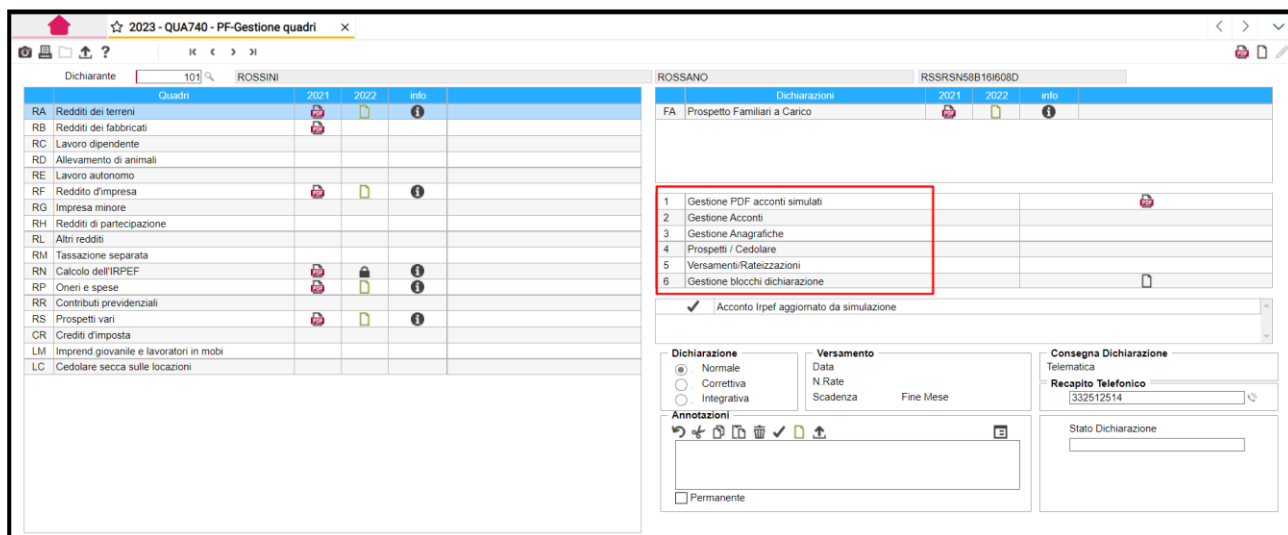 2023 - QUA740 - PF-Gestione quadri
Dichiarante 101 ROSSINI ROSSANO RSSRSN58B16I608D
Quadri 2021 2022 info
RA Redditi dei terreni
RB Redditi dei fabbricati
RC Lavoro dipendente
RD Allevamento di animali
RE Lavoro autonomo
RF Reddito d'impresa
RG Impresa minore
RH Redditi di partecipazione
RL Altri redditi
RM Tassazione separata
RN Calcolo dell'IRPEF
RP Oneri e spese
RR Contributi previdenziali
RS Prospetti vari
CR Crediti d'imposta
LM Imprend.giovanile e lavoratori in mobi
LC Cedolare secca sulle locazioni
Dichiarazioni 2021 2022 info
FA Prospetto Familiari a Carico
1 Gestione PDF acconti simulati
2 Gestione Acconti
3 Gestione Anagrafiche
4 Prospetti / Cedolare
5 Versamenti/Rateizzazioni
6 Gestione blocchi dichiarazione
Acconto Irpef aggiornato da simulazione
Dichiarazione
Normale
Correttiva
Integrativa
Versamento
Data
N.Rate
Scadenza Fine Mese
Consegna Dichiarazione
Telematica
Recapito Telefonico
332512514
Annotazioni
Permanente
Stato Dichiarazione